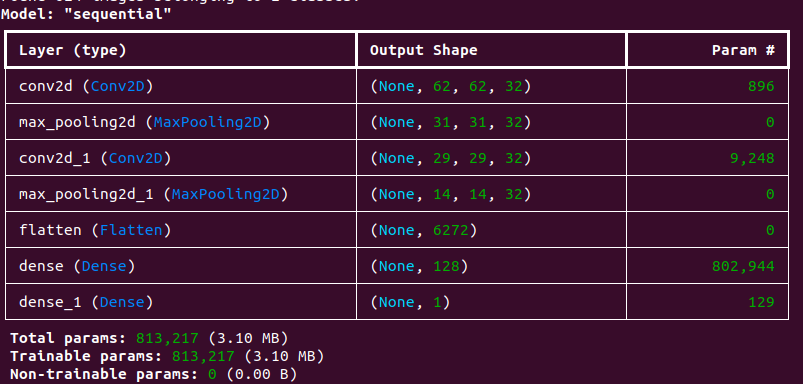 Model: "sequential"
Layer (type) Output Shape Param #
conv2d (Conv2D) (None, 62, 62, 32) 896
max_pooling2d (MaxPooling2D) (None, 31, 31, 32) 0
conv2d_1 (Conv2D) (None, 29, 29, 32) 9,248
max_pooling2d_1 (MaxPooling2D) (None, 14, 14, 32) 0
flatten (Flatten) (None, 6272) 0
dense (Dense) (None, 128) 802,944
dense_1 (Dense) (None, 1) 129
Total params: 813,217 (3.10 MB)
Trainable params: 813,217 (3.10 MB)
Non-trainable params: 0 (0.00 B)